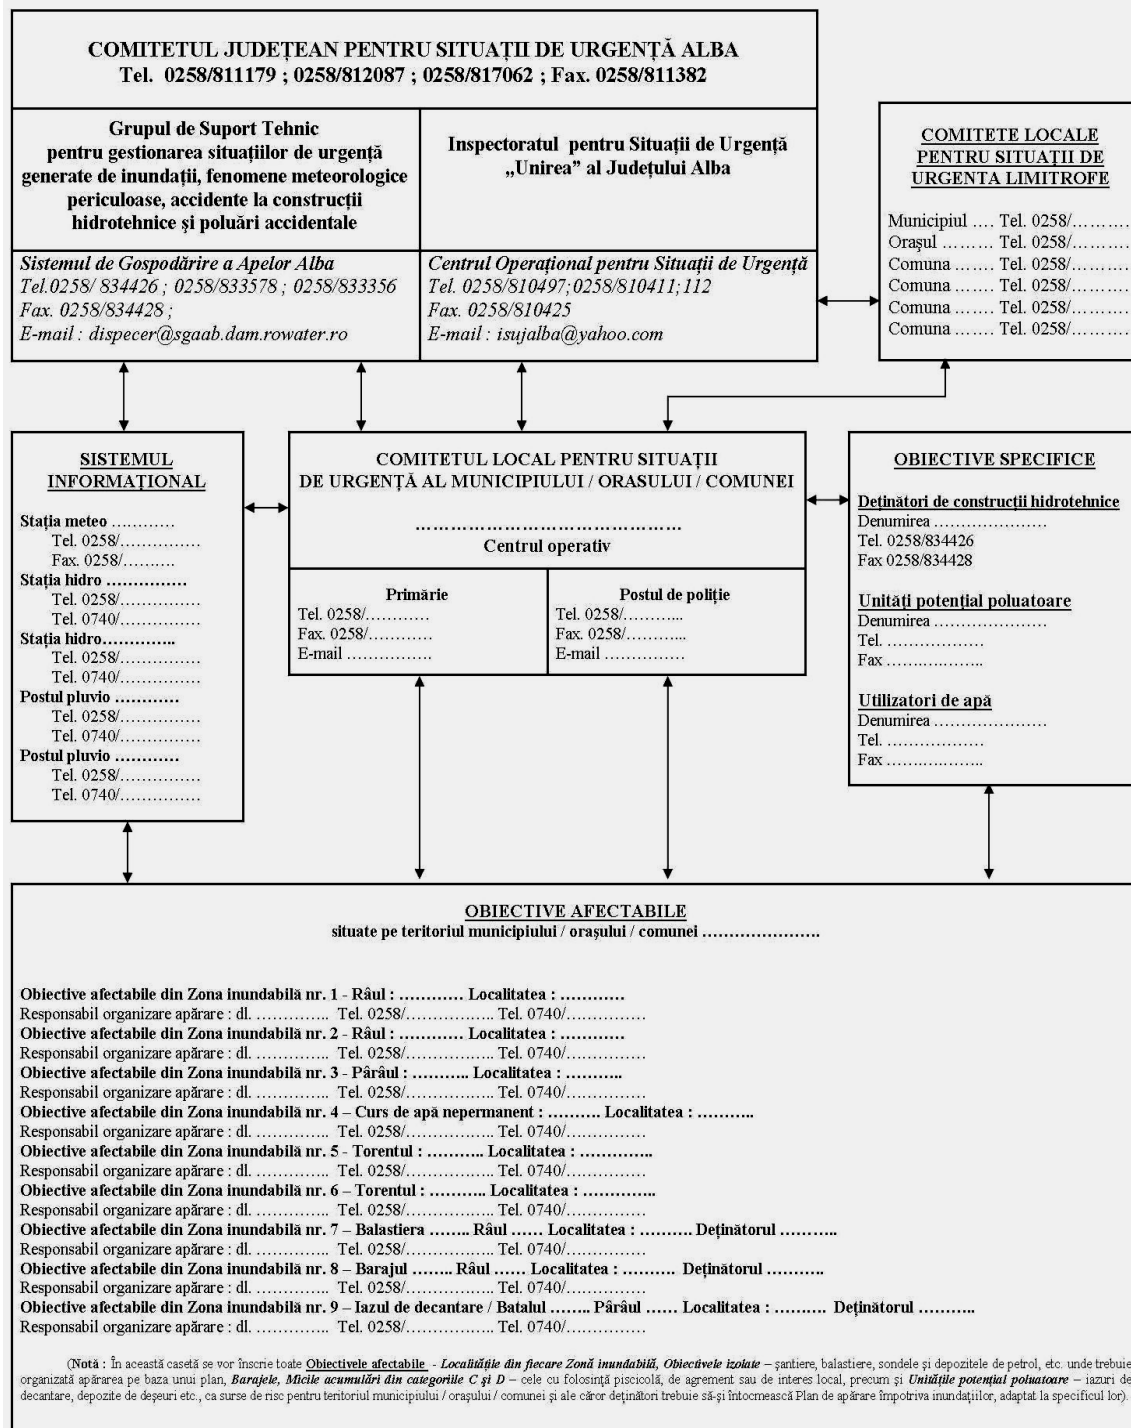 COMITETUL JUDEȚEAN PENTRU SITUAȚII DE URGENȚĂ ALBA
Tel. 0258/811179 ; 0258/812087 ; 0258/817062 ; Fax. 0258/811382
Grupul de Suport Tehnic
pentru gestionarea situațiilor de urgență
generate de inundații, fenomene meteorologice
periculoase, accidente la construcții
hidrotehnice şi poluări accidentale
Inspectoratul pentru Situații de Urgență
„Unirea” al Județului Alba
Sistemul de Gospodărire a Apelor Alba
Tel.0258/ 834426 ; 0258/833578 ; 0258/833356
Fax. 0258/834428 ;
E-mail : dispecer@sgaab.dam.rowater.ro
Centrul Operațional pentru Situații de Urgență
Tel. 0258/810497;0258/810411;112
Fax. 0258/810425
E-mail : isujalba@yahoo.com
COMITETE LOCALE
PENTRU SITUAȚII DE
URGENTA LIMITROFE
Municipiul …. Tel. 0258/……….
Oraşul ……… Tel. 0258/……….
Comuna ……. Tel. 0258/……….
Comuna ……. Tel. 0258/……….
Comuna ……. Tel. 0258/……….
Comuna ……. Tel. 0258/……….
SISTEMUL
INFORMAȚIONAL
Stația meteo …………
Tel. 0258/……………
Fax. 0258/……….
Stația hidro ……………
Tel. 0258/……………
Tel. 0740/……………
Stația hidro…………..
Tel. 0258/……………
Tel. 0740/……………
Postul pluvio …………
Tel. 0258/……………
Tel. 0740/……………
Postul pluvio …………
Tel. 0258/……………
Tel. 0740/……………
COMITETUL LOCAL PENTRU SITUAȚII
DE URGENȚĂ AL MUNICIPIULUI / ORASULUI / COMUNEI
………………………………………
Centrul operativ
Primărie
Tel. 0258/…………
Fax. 0258/…………
E-mail ……………
Postul de poliție
Tel. 0258/………...
Fax. 0258/………...
E-mail ……………
OBIECTIVE SPECIFICE
Deținători de construcții hidrotehnice
Denumirea …………………
Tel. 0258/834426
Fax 0258/834428
Unități potențial poluatoare
Denumirea …………………
Tel. ………………
Fax ……………..
Utilizatori de apă
Denumirea …………………
Tel. ………………
Fax ……………..
OBIECTIVE AFECTABILE
situate pe teritoriul municipiului / oraşului / comunei ………………….
Obiective afectabile din Zona inundabilă nr. 1 - Râul : ………… Localitatea : …………
Responsabil organizare apărare : dl. ………….. Tel. 0258/…………….. Tel. 0740/……………
Obiective afectabile din Zona inundabilă nr. 2 - Râul : ………… Localitatea : …………
Responsabil organizare apărare : dl. ………….. Tel. 0258/…………….. Tel. 0740/……………
Obiective afectabile din Zona inundabilă nr. 3 - Pârâul : ……….. Localitatea : ………..
Responsabil organizare apărare : dl. ………….. Tel. 0258/…………….. Tel. 0740/……………
Obiective afectabile din Zona inundabilă nr. 4 – Curs de apă nepermanent : ………. Localitatea : ………..
Responsabil organizare apărare : dl. ………….. Tel. 0258/…………….. Tel. 0740/……………
Obiective afectabile din Zona inundabilă nr. 5 - Torentul : ……….. Localitatea : …………..
Responsabil organizare apărare : dl. ………….. Tel. 0258/…………….. Tel. 0740/……………
Obiective afectabile din Zona inundabilă nr. 6 – Torentul : ……….. Localitatea : …………..
Responsabil organizare apărare : dl. ………….. Tel. 0258/…………….. Tel. 0740/……………
Obiective afectabile din Zona inundabilă nr. 7 – Balastiera …….. Râul …… Localitatea : ………. Deținătorul ………..
Responsabil organizare apărare : dl. ………….. Tel. 0258/…………….. Tel. 0740/……………
Obiective afectabile din Zona inundabilă nr. 8 – Barajul …….. Râul …… Localitatea : ………. Deținătorul ………..
Responsabil organizare apărare : dl. ………….. Tel. 0258/…………….. Tel. 0740/……………
Obiective afectabile din Zona inundabilă nr. 9 – Iazul de decantare / Batalul …….. Pârâul …… Localitatea : ………. Deținătorul ………..
Responsabil organizare apărare : dl. ………….. Tel. 0258/…………….. Tel. 0740/……………
(Notă : În această casetă se vor înscrie toate Obiectivele afectabile - Localitățile din fiecare Zonă inundabilă, Obiectivele izolate – şantiere, balastiere, sondele şi depozitele de petrol, etc. unde trebuie
organizată apărarea pe baza unui plan, Barajele, Micile acumulări din categoriile C şi D – cele cu folosință piscicolă, de agrement sau de interes local, precum şi Unitățile potențial poluatoare – iazuri de
decantare, depozite de deşeuri etc., ca surse de risc pentru teritoriul municipiului / oraşului / comunei şi ale căror deținători trebuie să-şi întocmească Plan de apărare împotriva inundațiilor, adaptat la specificul lor).